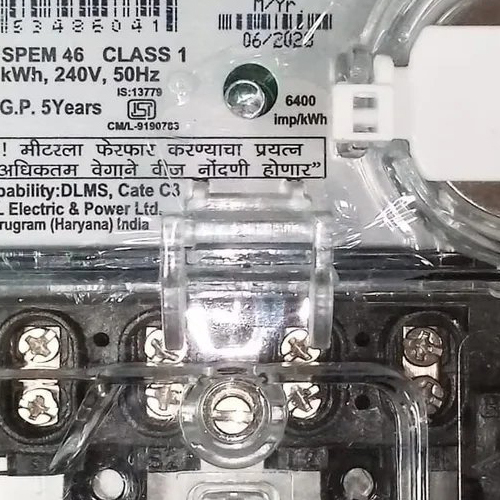 53486041
M/Yr.
06/2023
SPEM 46 CLASS 1
kWh, 240V, 50Hz
IS:13779
G.P. 5Years
CM/L-9190783
6400
imp/kWh
! मीटरला फेरफार करण्याचा प्रयत्न
अधिकतम वेगाने वीज नोंदणी होणार”
pability:DLMS, Cate C3
L Electric & Power Ltd.
rugram (Haryana) India